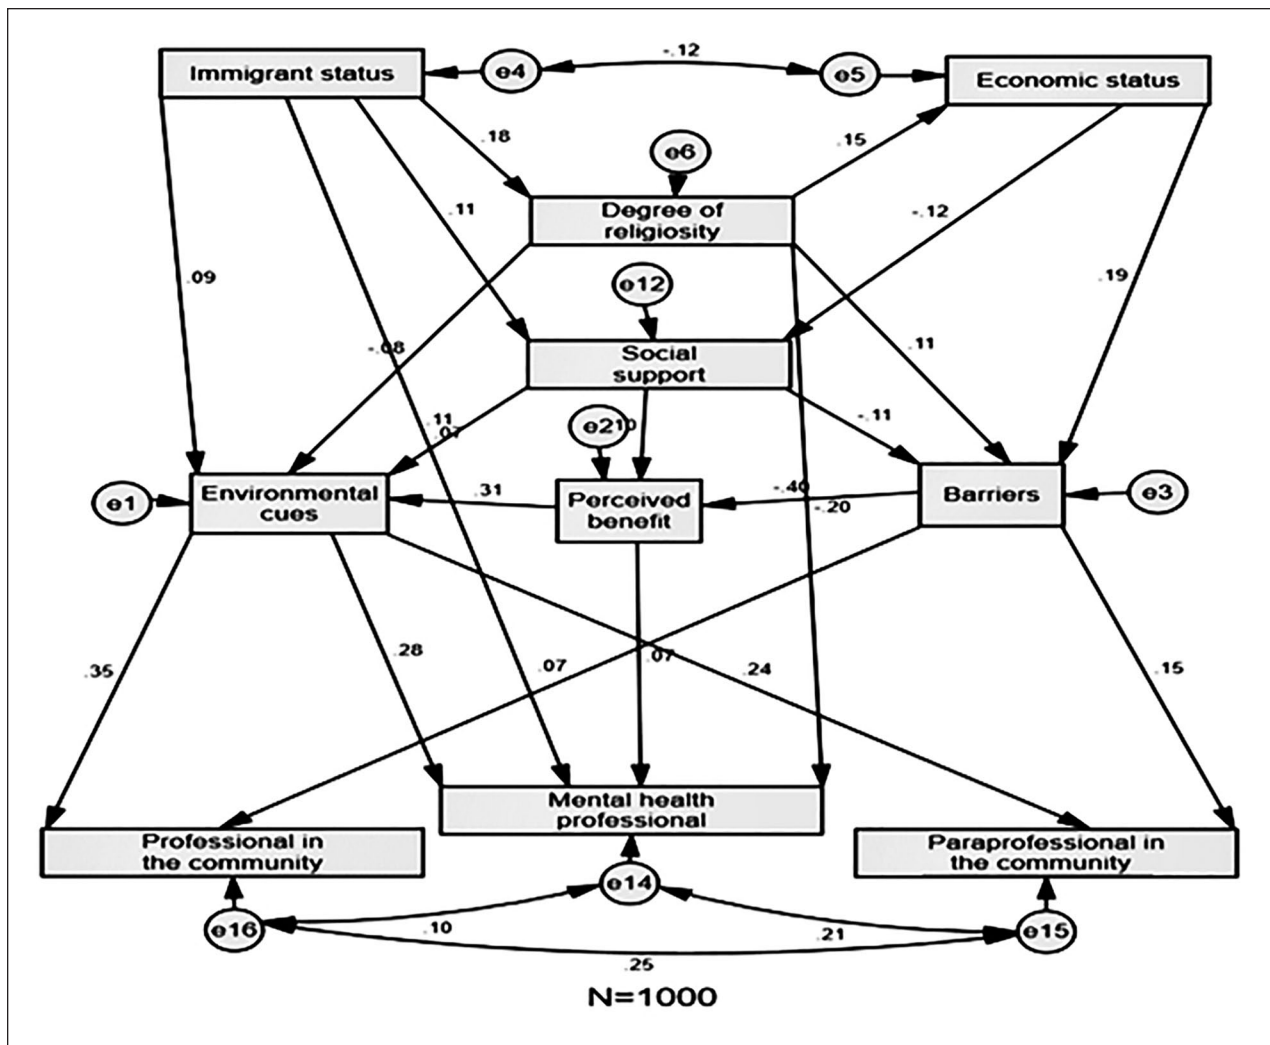 -.12
Immigrant status
e4
e5
Economic status
.18
e6
.15
.11
Degree of
religiosity
-.12
.09
e12
.19
-.08
Social
support
.11
.11
.07
e2
.10
-.11
Environmental
cues
e1
.31
Perceived
benefit
-.40
-.20
Barriers
e3
.35
.28
.07
.07
.24
.15
Mental health
professional
Professional in
the community
Paraprofessional in
the community
e14
e16
e15
.10
.21
.25
N=1000